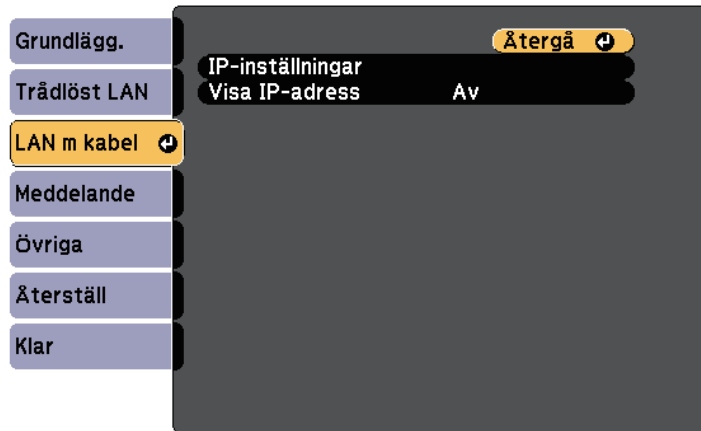 Grundlägg.
Trådlöst LAN
LAN m kabel
Meddelande
Övriga
Återställ
Klar
Återgå
IP-inställningar
Visa IP-adress Av